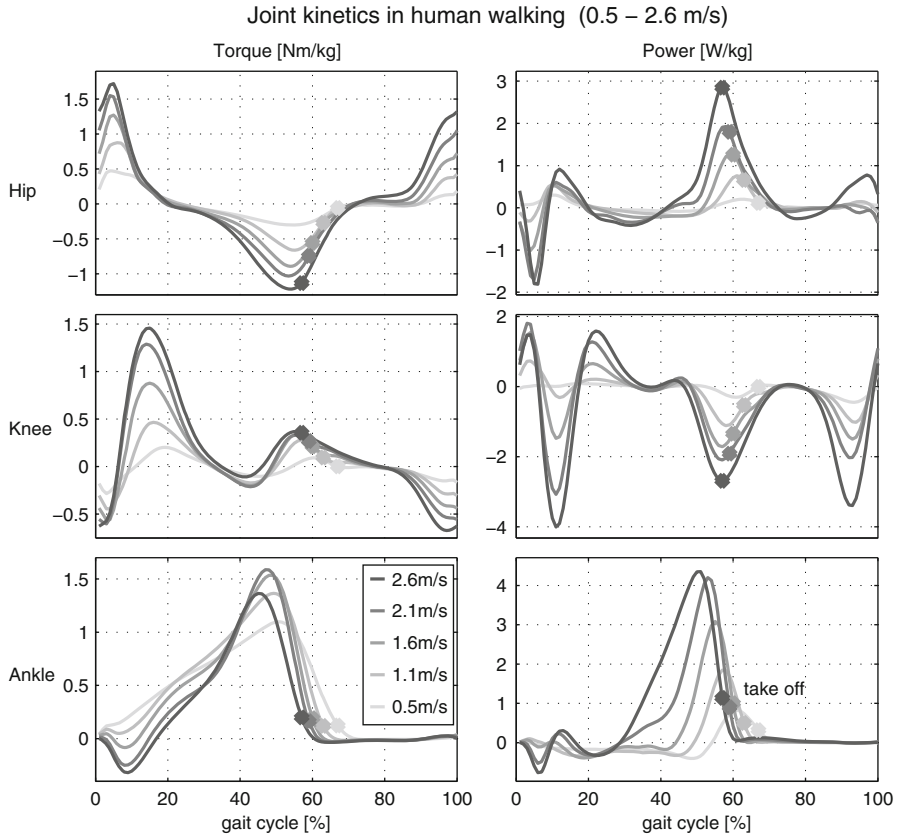 Joint kinetics in human walking (0.5 – 2.6 m/s)
Torque [Nm/kg]
Power [W/kg]
Hip
1.5
1
0.5
0
−0.5
−1
3
2
1
0
−1
−2
Knee
1.5
1
0.5
0
−0.5
2
0
−2
−4
Ankle
1.5
1
0.5
0
2.6m/s
2.1m/s
1.6m/s
1.1m/s
0.5m/s
4
3
2
1
0
take off
0 20 40 60 80 100
gait cycle [%]
0 20 40 60 80 100
gait cycle [%]